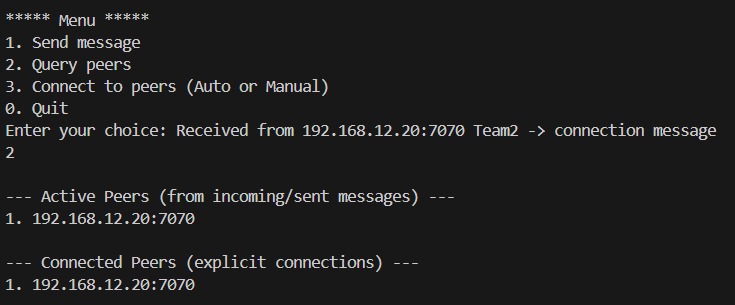 ***** Menu *****
1. Send message
2. Query peers
3. Connect to peers (Auto or Manual)
0. Quit
Enter your choice: Received from 192.168.12.20:7070 Team2 -> connection message
2
--- Active Peers (from incoming/sent messages) ---
1. 192.168.12.20:7070
--- Connected Peers (explicit connections) ---
1. 192.168.12.20:7070